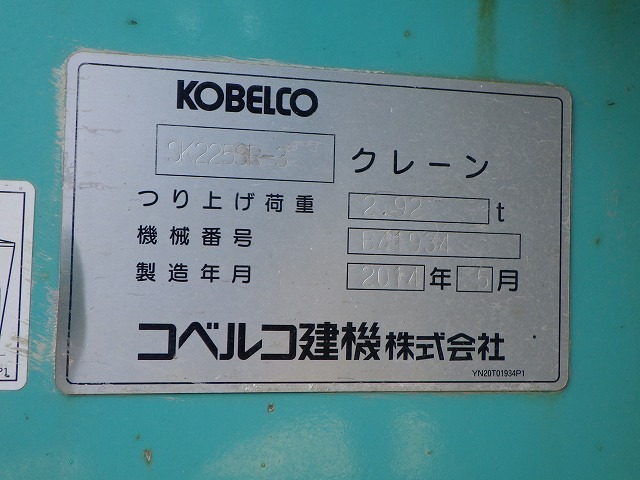 KOBELCO
SK225SR-3 クレーン
つり上げ荷重 2.92 t
機械番号 B41934
製造年月 2014 年 5 月
コベルコ建機株式会社
YN20T01934P1